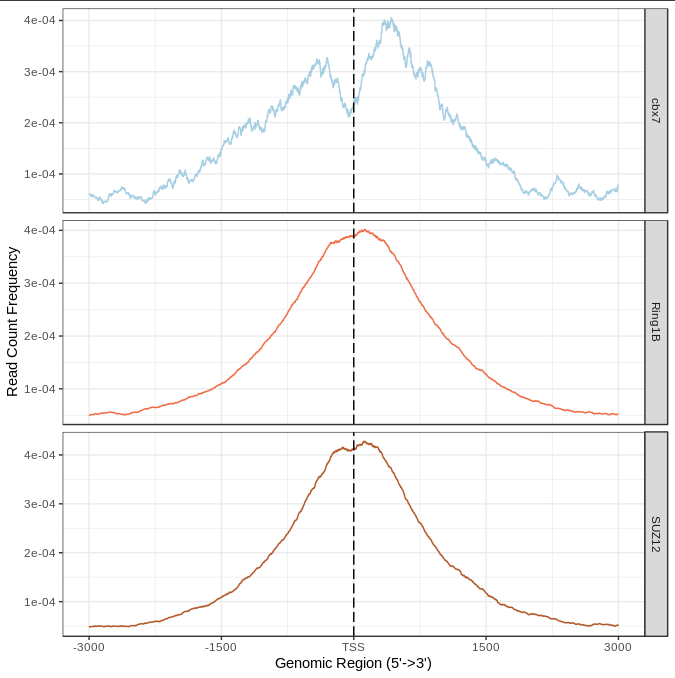 4e-04
3e-04
2e-04
1e-04
cbx7
4e-04
3e-04
2e-04
1e-04
Ring1B
Read Count Frequency
4e-04
3e-04
2e-04
1e-04
SUZ12
-3000 -1500 TSS 1500 3000
Genomic Region (5'->3')